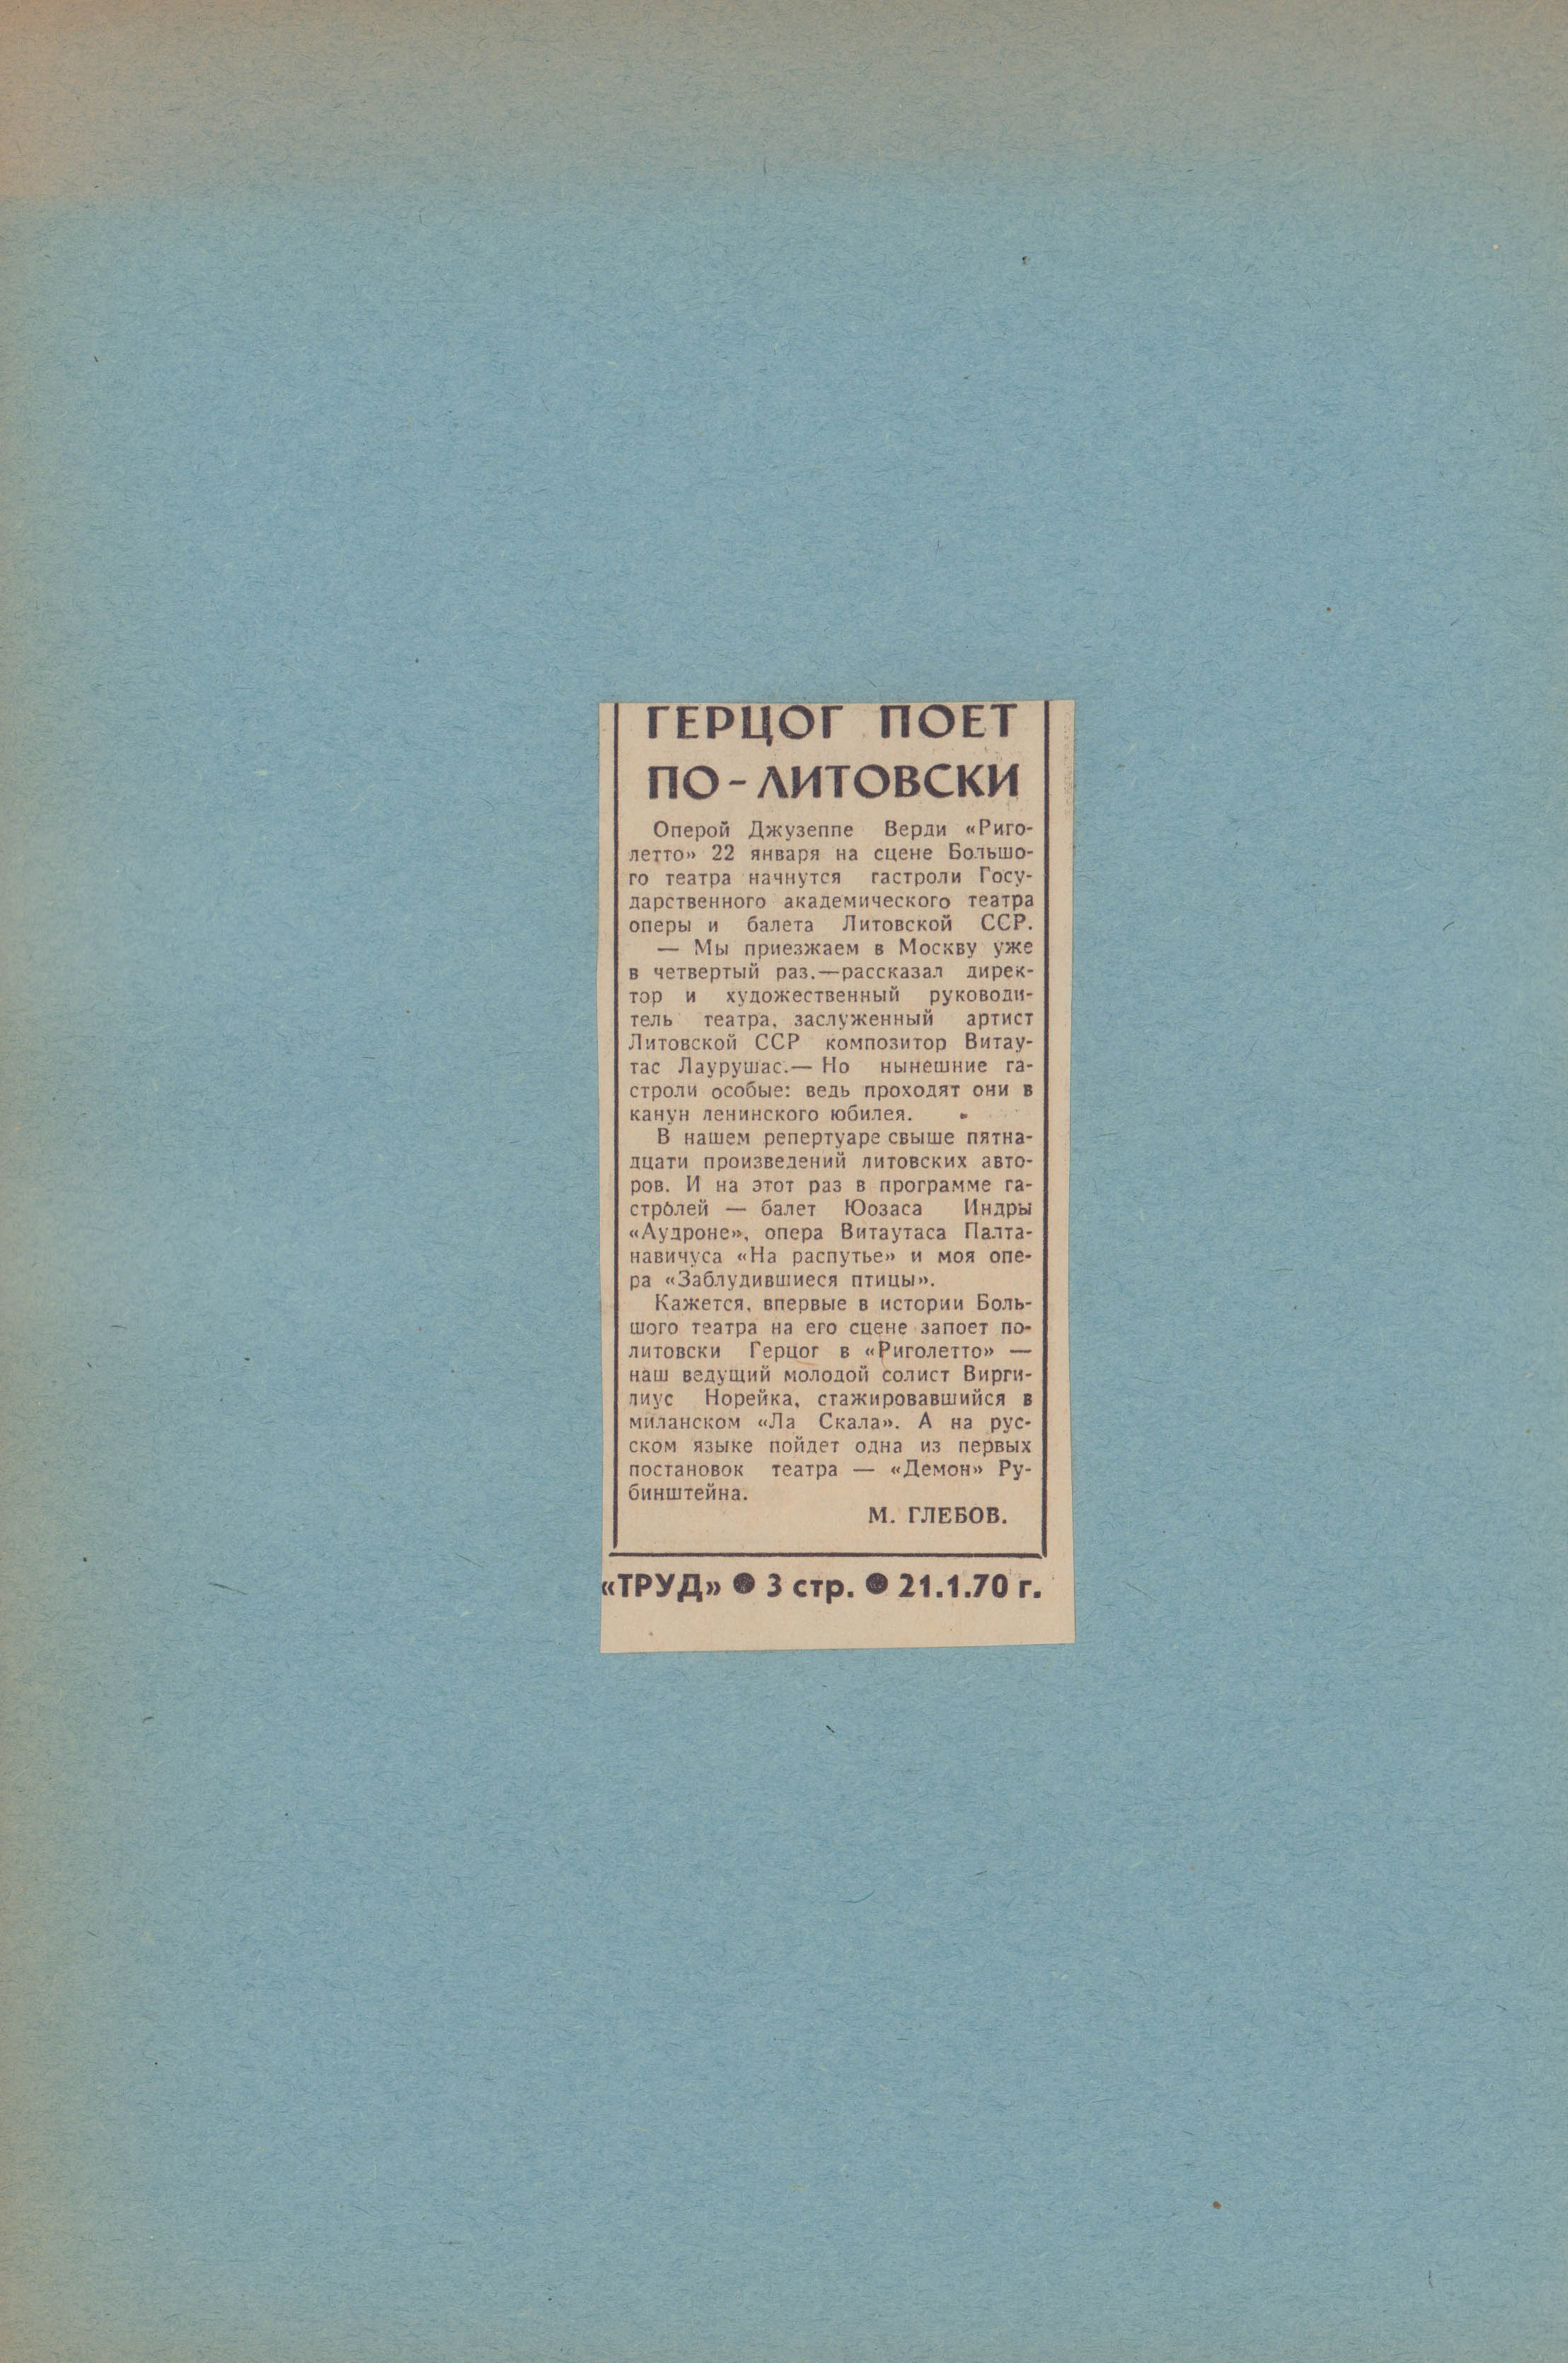 ГЕРЦОГ ПОЕТ
ПО-ЛИТОВСКИ
Оперой Джузеппе Верди «Риго-
летто» 22 января на сцене Большо-
го театра начнутся гастроли Госу-
дарственного академического театра
оперы и балета Литовской ССР.
— Мы приезжаем в Москву уже
в четвертый раз.—рассказал дирек-
тор и художественный руководи-
тель театра, заслуженный артист
Литовской ССР композитор Витау-
тас Лаурушас.— Но нынешние га-
строли особые: ведь проходят они в
канун ленинского юбилея.
В нашем репертуаре свыше пятна-
дцати произведений литовских авто-
ров. И на этот раз в программе га-
стролей — балет Юозаса Индры
«Аудроне», опера Витаутаса Палта-
навичуса «На распутье» и моя опе-
ра «Заблудившиеся птицы».
Кажется, впервые в истории Боль-
шого театра на его сцене запоет по-
литовски Герцог в «Риголетто» —
наш ведущий молодой солист Вирги-
лиус Норейка, стажировавшийся в
миланском «Ла Скала». А на рус-
ском языке пойдет одна из первых
постановок театра — «Демон» Ру-
бинштейна.
М. ГЛЕБОВ.
«ТРУД» ● 3 стр. ● 21.1.70 г.